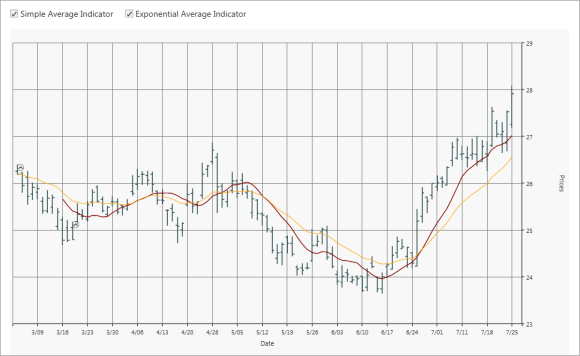 Simple Average Indicator Exponential Average Indicator
29
28
27
26
25
24
23
Prices
3/09 3/16 3/23 3/30 4/06 4/13 4/20 4/28 5/05 5/12 5/19 5/26 6/03 6/10 6/17 6/24 7/01 7/11 7/18 7/25
Date